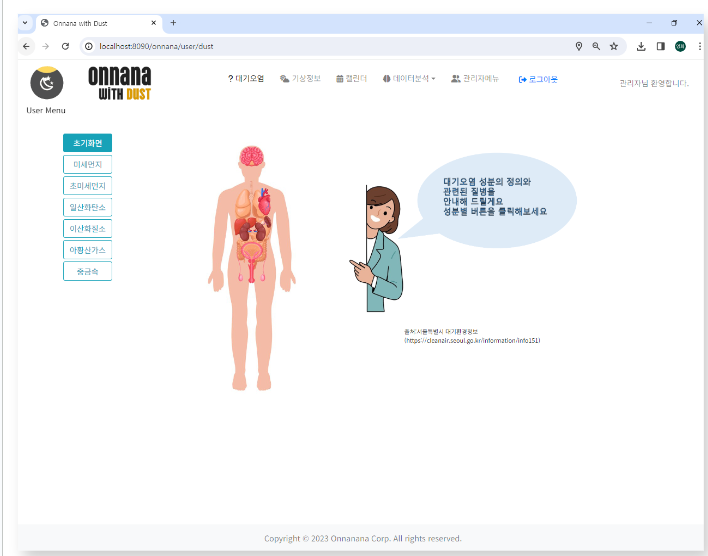 Onnana with Dust
localhost:8090/onnana/user/dust
onnana
WITH DUST
? 대기오염
기상정보
캘린더
데이터분석
관리자메뉴
로그아웃
관리자님 환영합니다.
User Menu
초기화면
미세먼지
초미세먼지
일산화탄소
이산화질소
아황산가스
중금속
대기오염 성분의 정의와
관련된 질병을
안내해 드릴게요
성분별 버튼을 클릭해보세요
출처:서울특별시 대기환경정보
(https://cleanair.seoul.go.kr/information/info151)
Copyright © 2023 Onnanana Corp. All rights reserved.